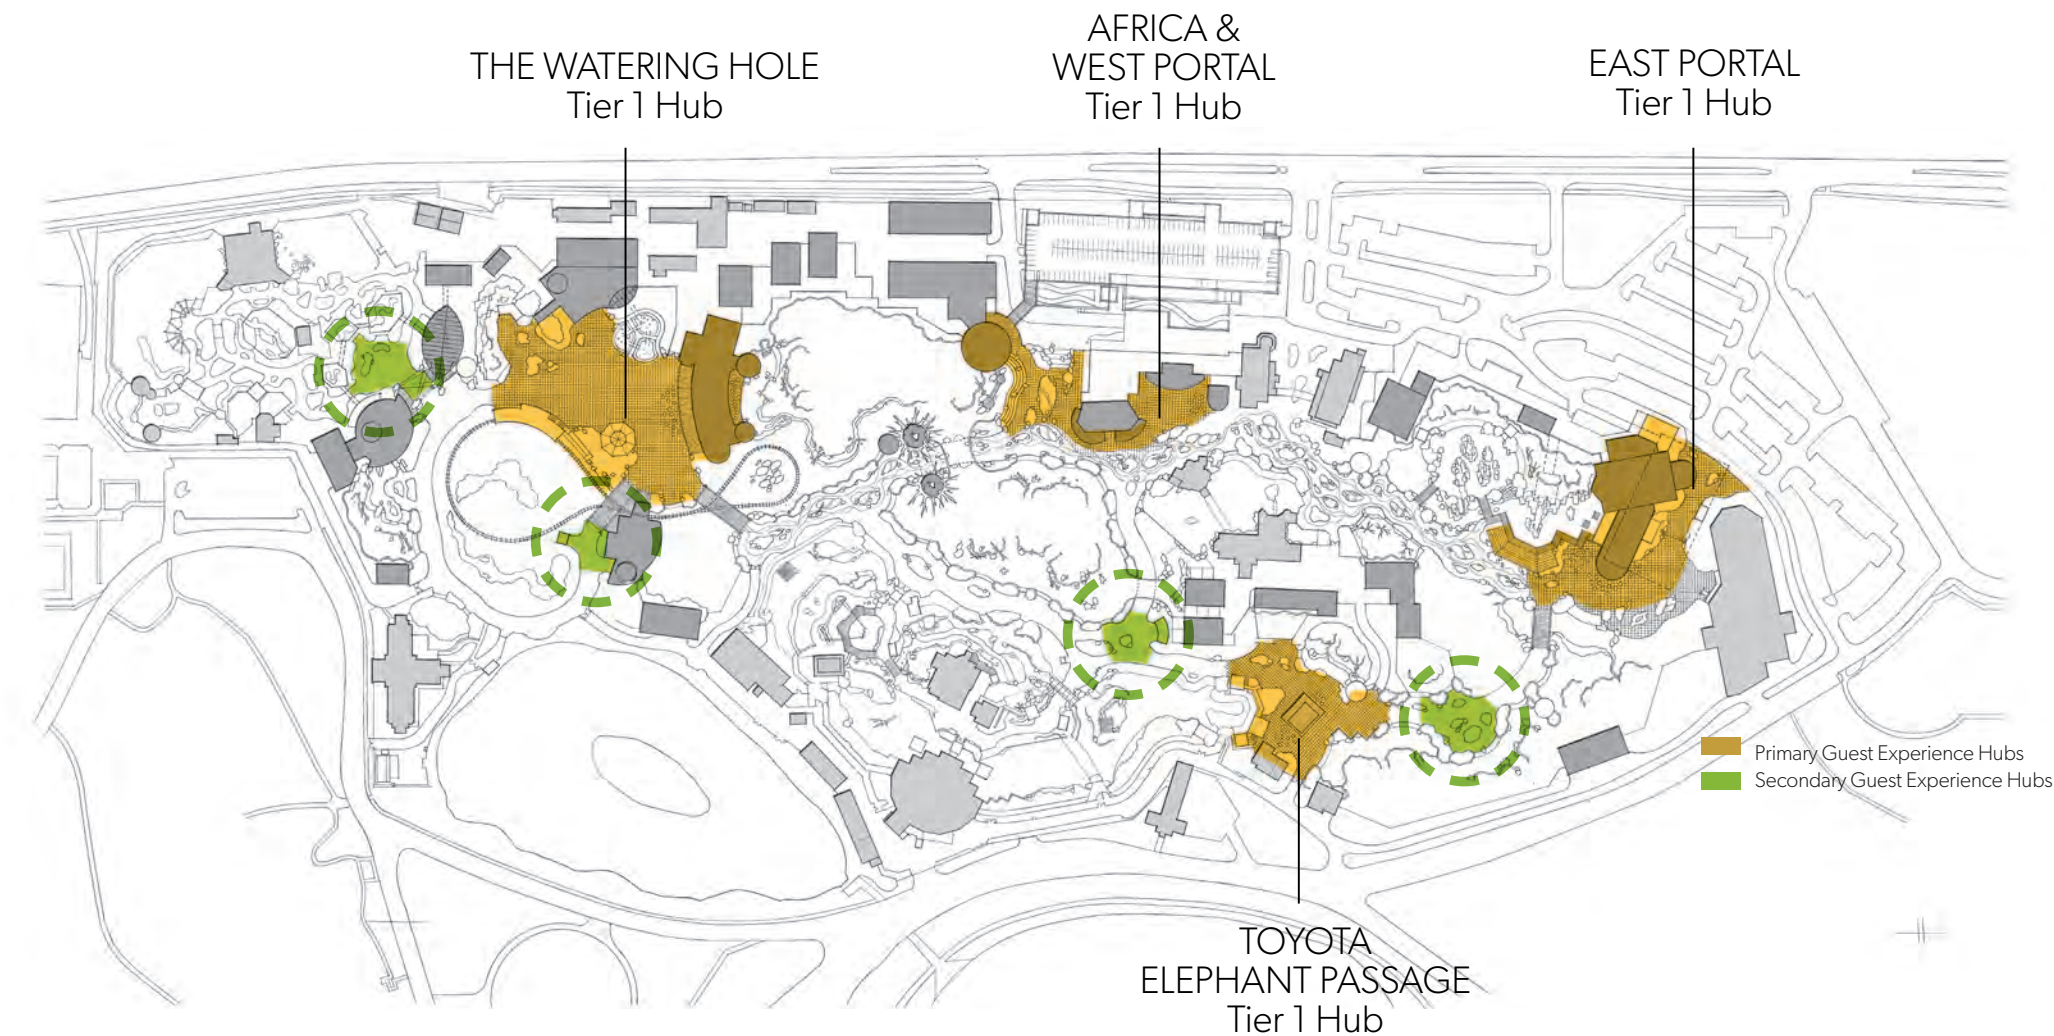 THE WATERING HOLE
Tier 1 Hub
AFRICA &
WEST PORTAL
Tier 1 Hub
EAST PORTAL
Tier 1 Hub
Primary Guest Experience Hubs
Secondary Guest Experience Hubs
TOYOTA
ELEPHANT PASSAGE
Tier 1 Hub